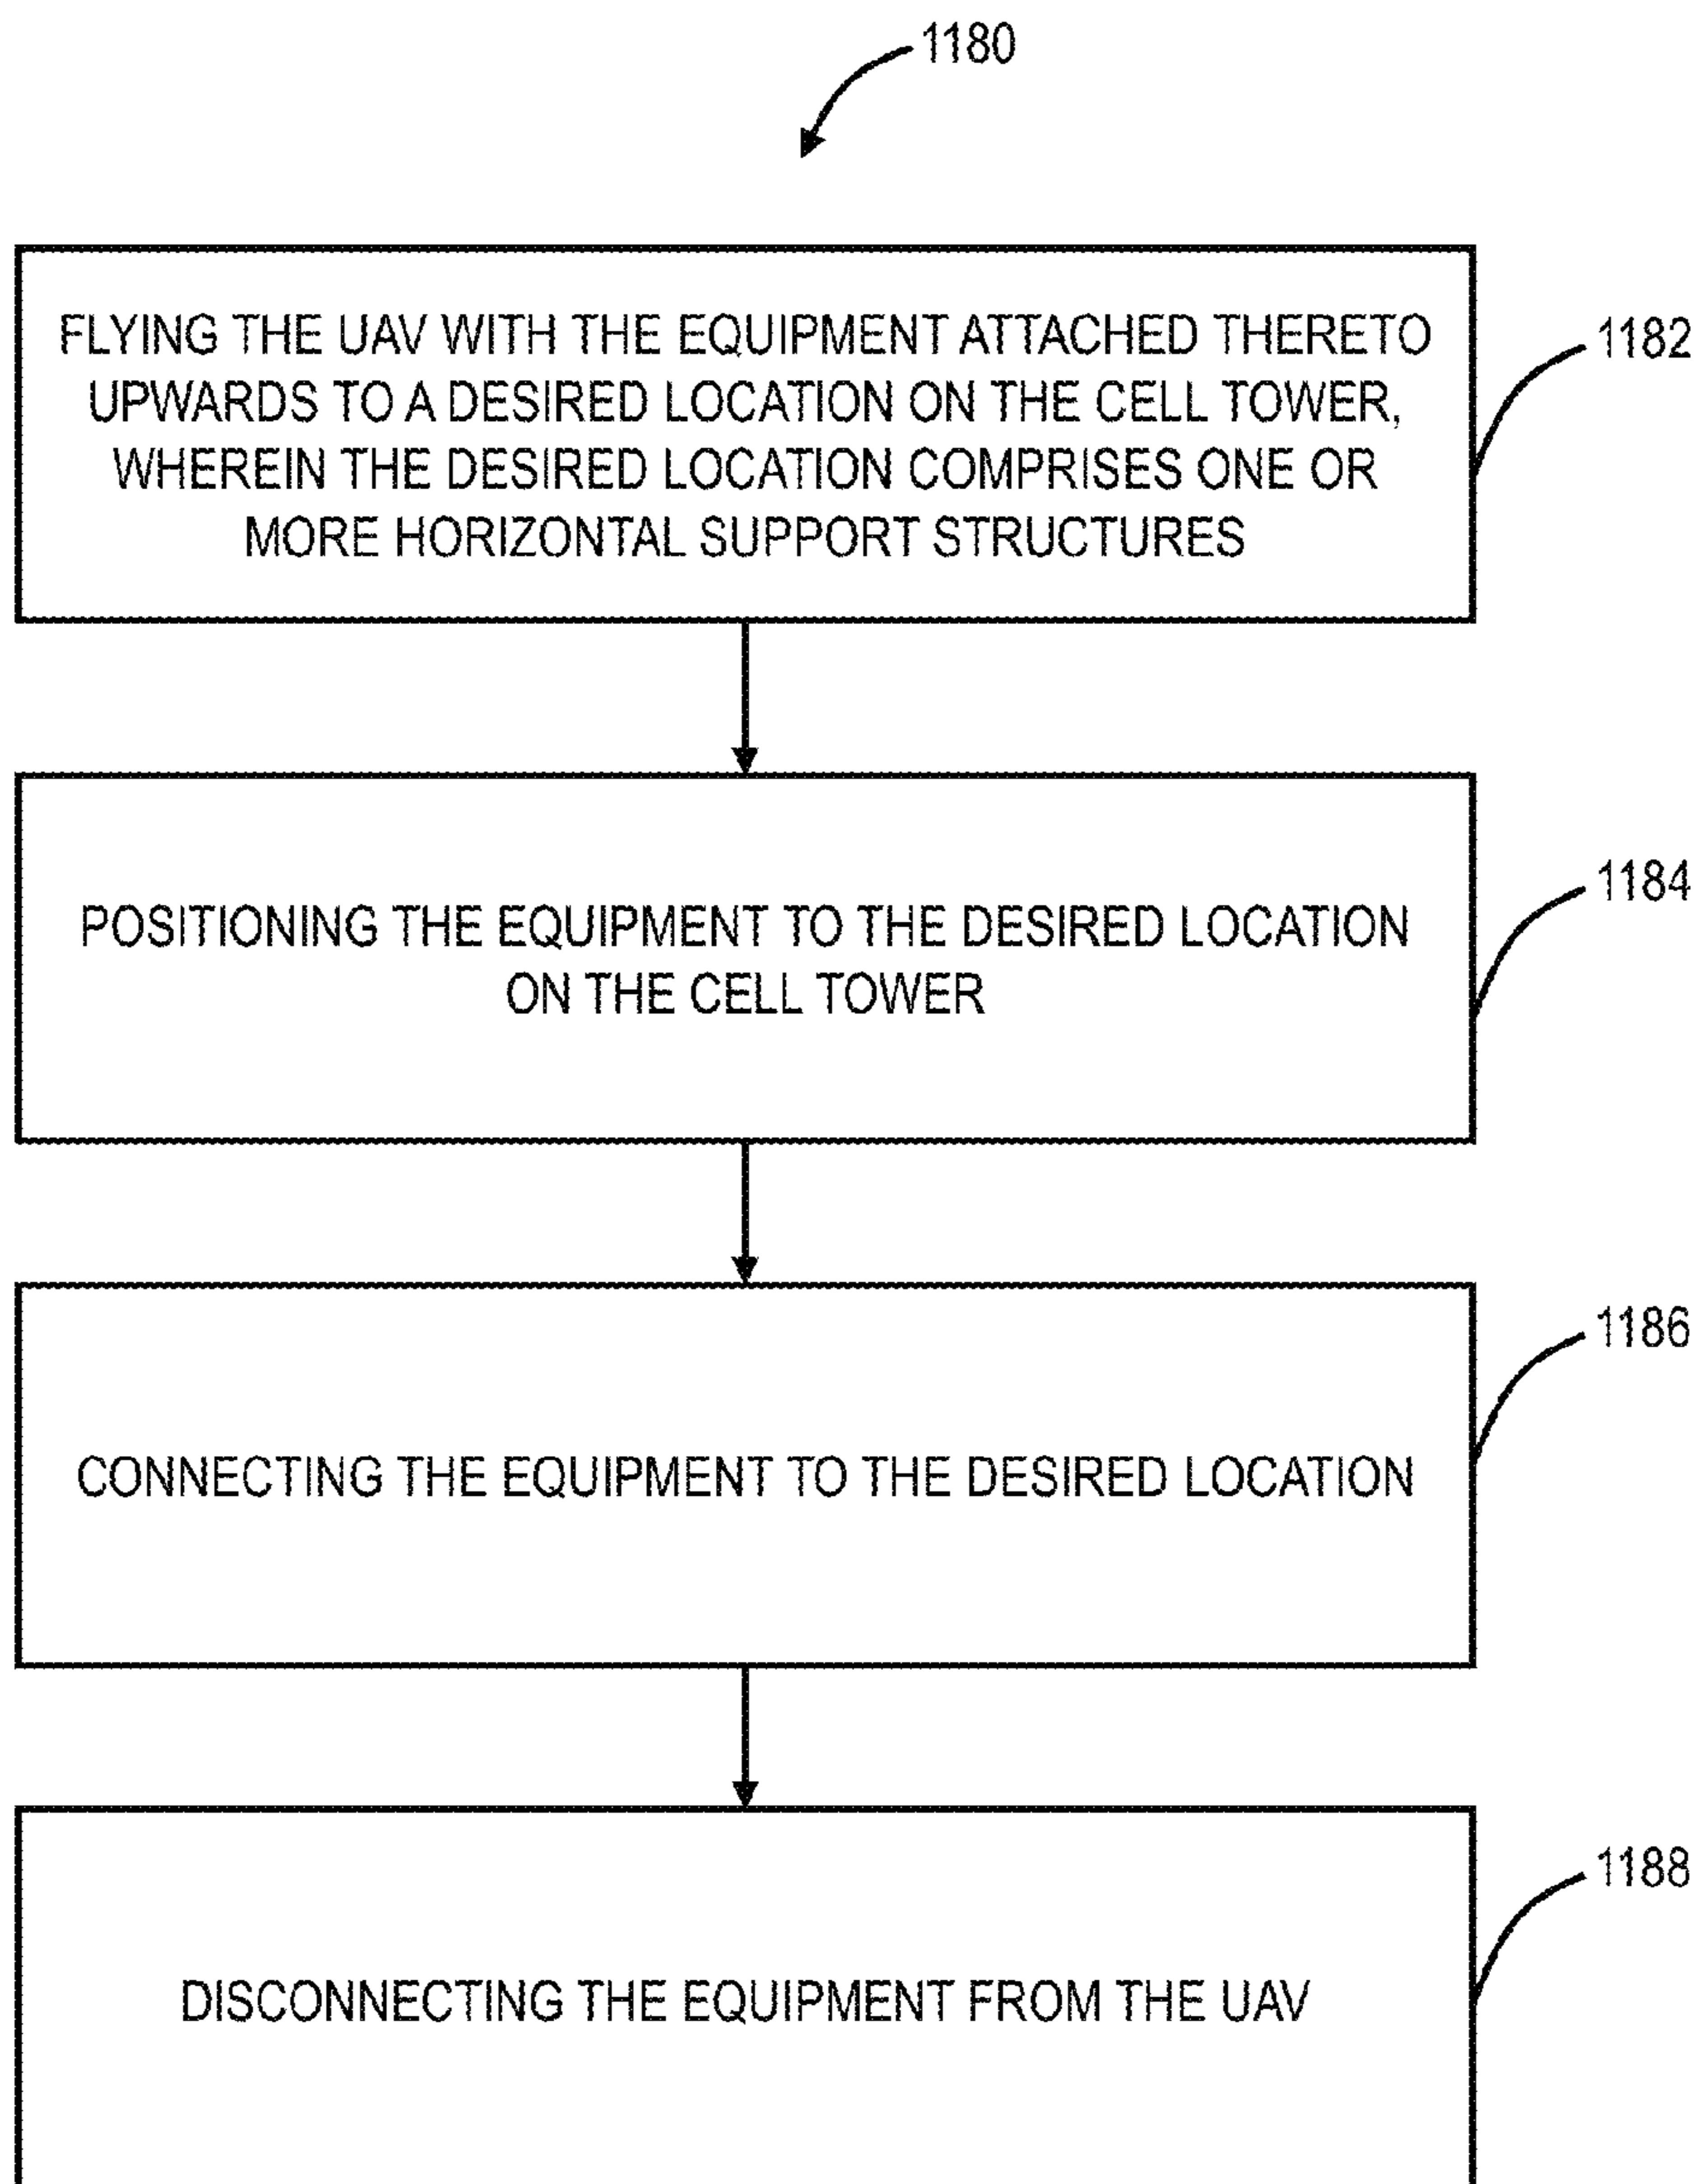 1180
FLYING THE UAV WITH THE EQUIPMENT ATTACHED THERETO
UPWARDS TO A DESIRED LOCATION ON THE CELL TOWER,
WHEREIN THE DESIRED LOCATION COMPRISES ONE OR
MORE HORIZONTAL SUPPORT STRUCTURES
1182
POSITIONING THE EQUIPMENT TO THE DESIRED LOCATION
ON THE CELL TOWER
1184
CONNECTING THE EQUIPMENT TO THE DESIRED LOCATION
1186
DISCONNECTING THE EQUIPMENT FROM THE UAV
1188